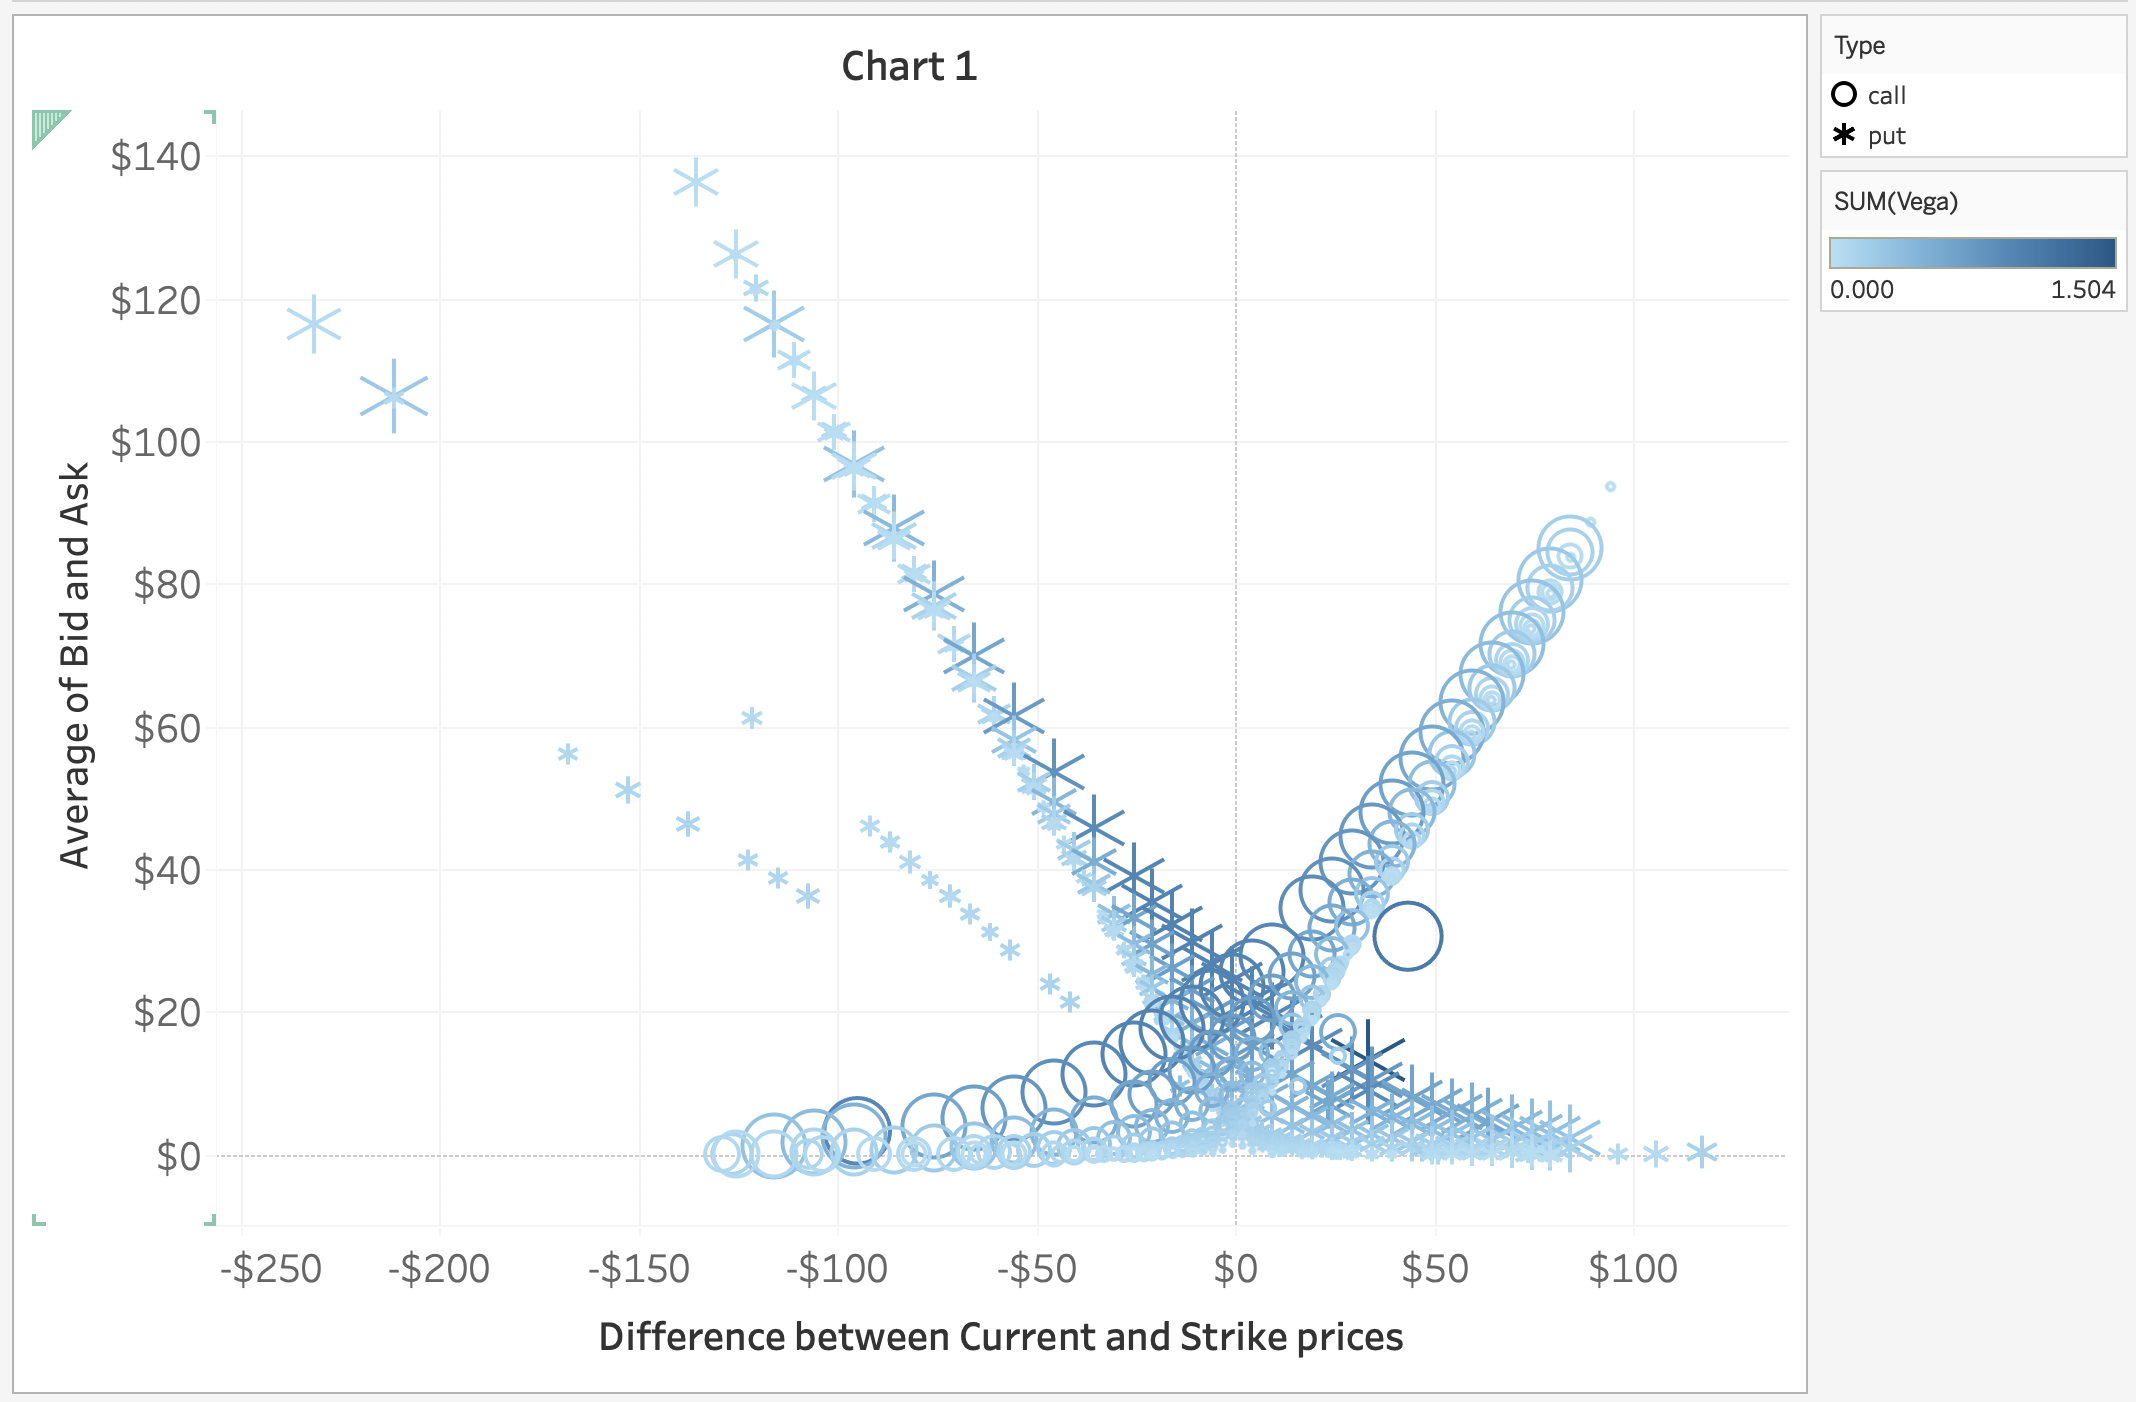 Chart 1
Type
call
put
SUM(Vega)
0.000 1.504
Average of Bid and Ask
$140
$120
$100
$80
$60
$40
$20
$0
-$250 -$200 -$150 -$100 -$50 $0 $50 $100
Difference between Current and Strike prices